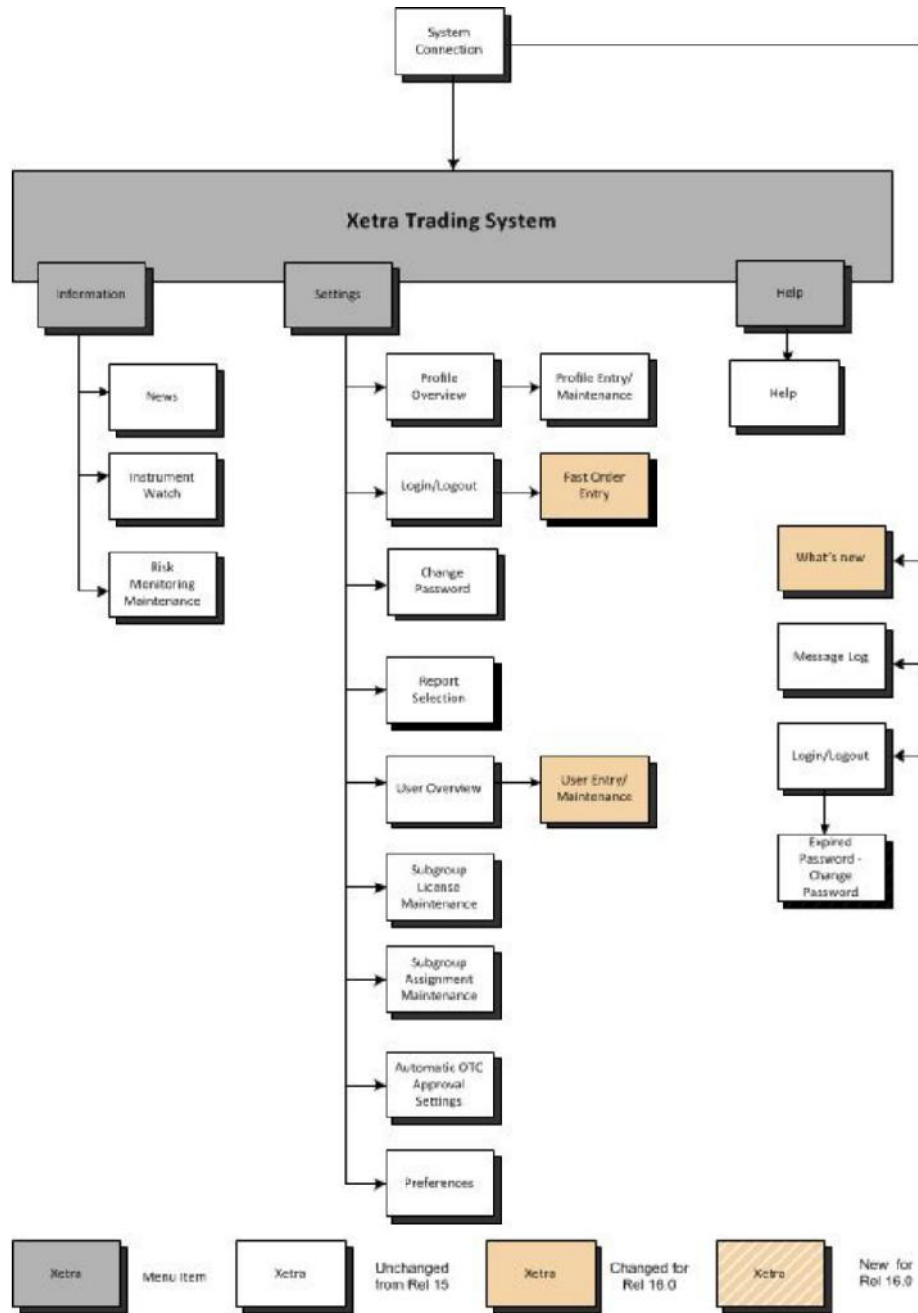 System
Connection
Xetra Trading System
Information
Settings
Help
News
Instrument
Watch
Risk
Monitoring
Maintenance
Profile
Overview
Profile Entry/
Maintenance
Login/Logout
Fast Order
Entry
Change
Password
Report
Selection
User Overview
User Entry/
Maintenance
Subgroup
License
Maintenance
Subgroup
Assignment
Maintenance
Automatic OTC
Approval
Settings
Preferences
Help
What's new
Message Log
Login/Logout
Expired
Password -
Change
Password
Xetra
Menu Item
Xetra
Unchanged
from Rel 15
Xetra
Changed for
Rel 16.0
Xetra
New for
Rel 16.0